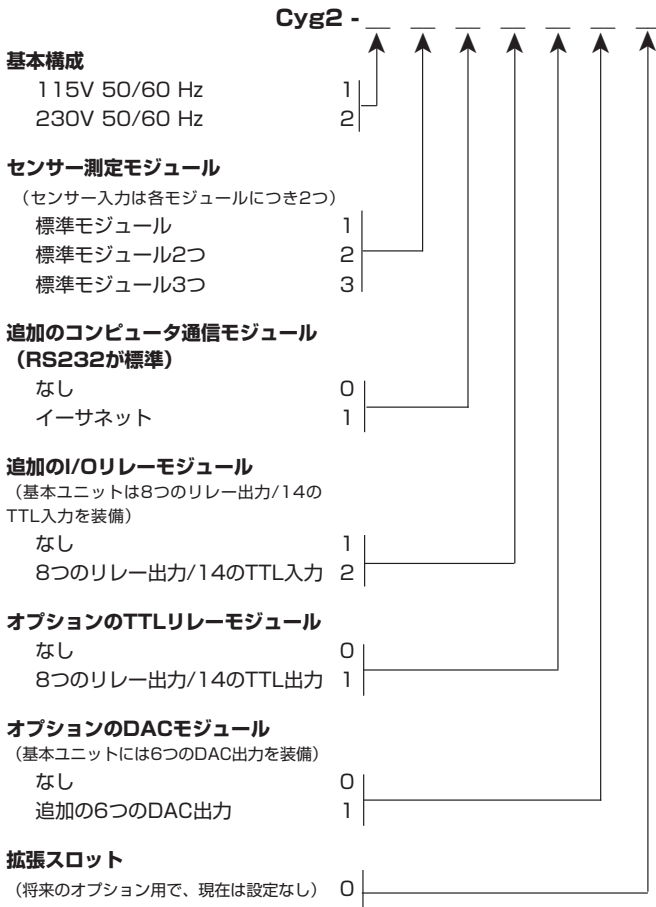 Cyg2 - _ _ _ _ _ _ _
基本構成
115V 50/60 Hz 1
230V 50/60 Hz 2
センサー測定モジュール
（センサー入力は各モジュールにつき2つ）
標準モジュール 1
標準モジュール2つ 2
標準モジュール3つ 3
追加のコンピュータ通信モジュール
（RS232が標準）
なし 0
イーサネット 1
追加のI/Oリレーモジュール
（基本ユニットは8つのリレー出力/14の
TTL入力を装備）
なし 1
8つのリレー出力/14のTTL入力 2
オプションのTTLリレーモジュール
なし 0
8つのリレー出力/14のTTL出力 1
オプションのDACモジュール
（基本ユニットには6つのDAC出力を装備）
なし 0
追加の6つのDAC出力 1
拡張スロット
（将来のオプション用で、現在は設定なし） 0